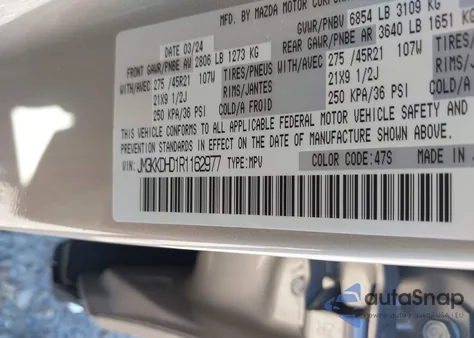 MFD. BY MAZDA MOTOR CORPOR
DATE 03/24
GVWR/PNBV 6854 LB 3109 KG
FRONT GAWR/PNBE AV 2806 LB 1273 KG
REAR GAWR/PNBE AR 3640 LB 1651 KG
WITH/AVEC 275 /45R21 107W TIRES/PNEUS
21X9 1/2J RIMS/JANTES
250 KPA/36 PSI COLD/A FROID
WITH/AVEC 275 /45R21 107W TIRES/
21X9 1/2J RIMS/J
250 KPA/36 PSI COLD/A
THIS VEHICLE CONFORMS TO ALL APPLICABLE FEDERAL MOTOR VEHICLE SAFETY AND
PREVENTION STANDARDS IN EFFECT ON THE DATE OF MANUFACTURE SHOWN ABOVE.
VIN: JM3KKDHD1R1162977 TYPE:MPV COLOR CODE:47S MADE IN
autoSnap